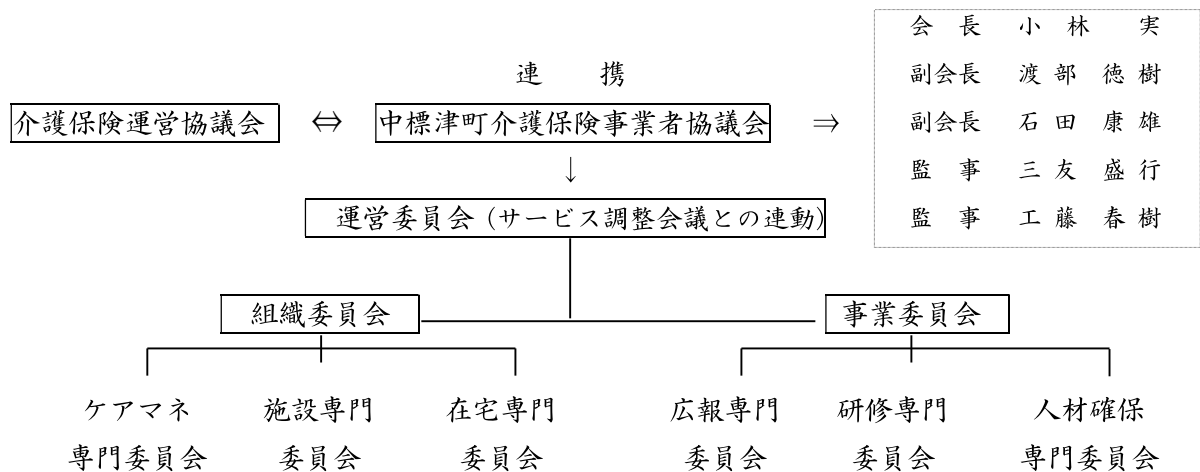 連　携
介護保険運営協議会 ⇔ 中標津町介護保険事業者協議会 ⇒
会　長　小　林　　実
副会長　渡　部　徳　樹
副会長　石　田　康　雄
監　事　三　友　盛　行
監　事　工　藤　春　樹
↓
運営委員会（サービス調整会議との連動）
組織委員会　事業委員会
ケアマネ　施設専門　在宅専門　広報専門　研修専門　人材確保
専門委員会　委員会　委員会　委員会　委員会　専門委員会